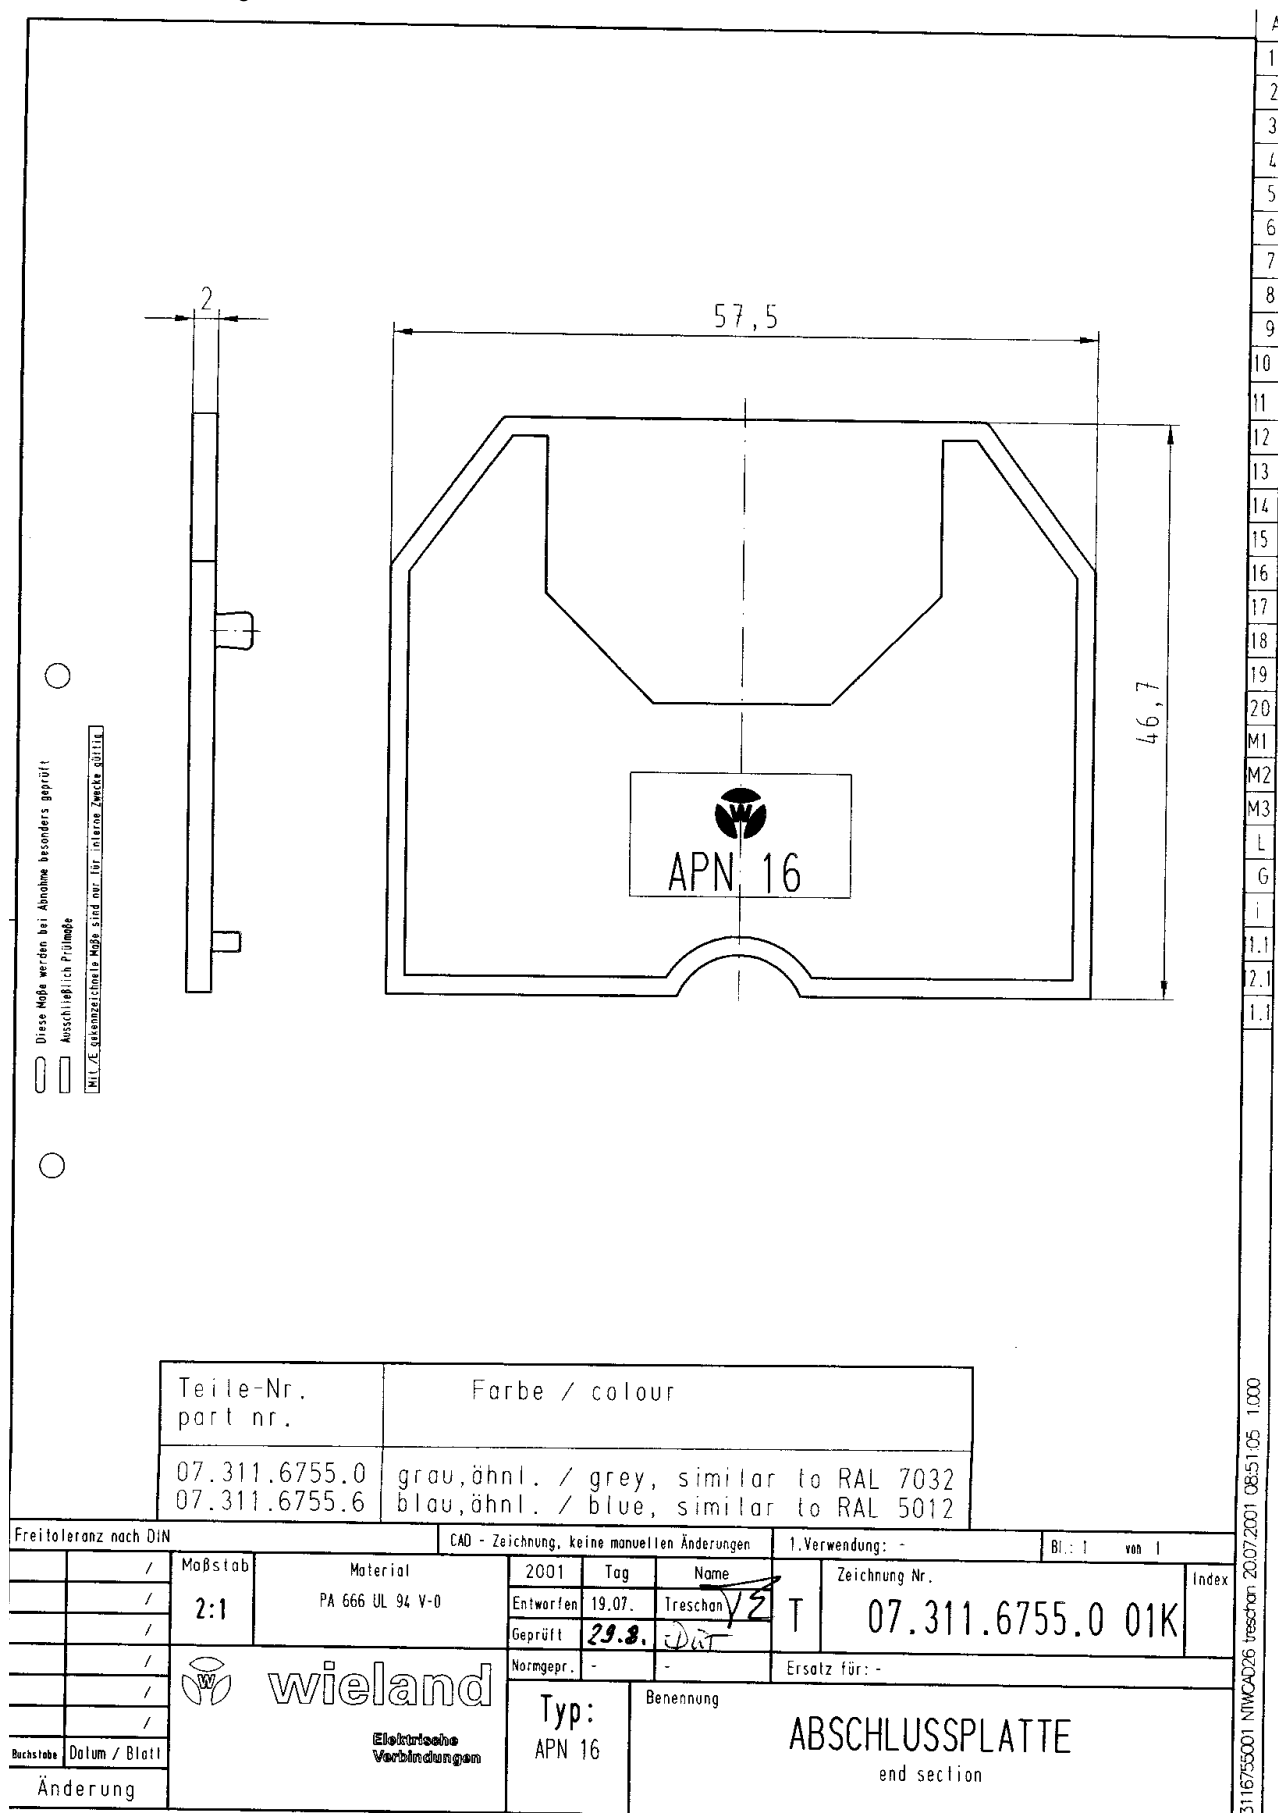 A
1
2
3
4
5
6
7
8
9
10
11
12
13
14
15
16
17
18
19
20
M1
M2
M3
L
G
i
11.1
12.1
1.1
2
57,5
46,7
W
APN 16
Diese Maße werden bei Abnahme besonders geprüft
Ausschließlich Prüfmaße
Mit /E gekennzeichnete Maße sind nur für interne Zwecke gültig
Teile-Nr.
part nr.
Farbe / colour
07.311.6755.0 grau,ähnl. / grey, similar to RAL 7032
07.311.6755.6 blau,ähnl. / blue, similar to RAL 5012
Freitoleranz nach DIN
CAD - Zeichnung, keine manuellen Änderungen
1.Verwendung: -
Bl.: 1 von 1
Maßstab
2:1
Material
PA 666 UL 94 V-0
2001 Tag Name
Entworfen 19.07. Treschan
Geprüft 29.8.
Normgepr. - -
T
Zeichnung Nr.
07.311.6755.0 01K
Index
Ersatz für: -
W
wieland
Elektrische
Verbindungen
Typ:
APN 16
Benennung
ABSCHLUSSPLATTE
end section
/
/
/
/
/
/
Buchstabe Datum / Blatt
Änderung
3116755001 NIWCAD26 treschan 20.07.2001 08:51:05 1.000